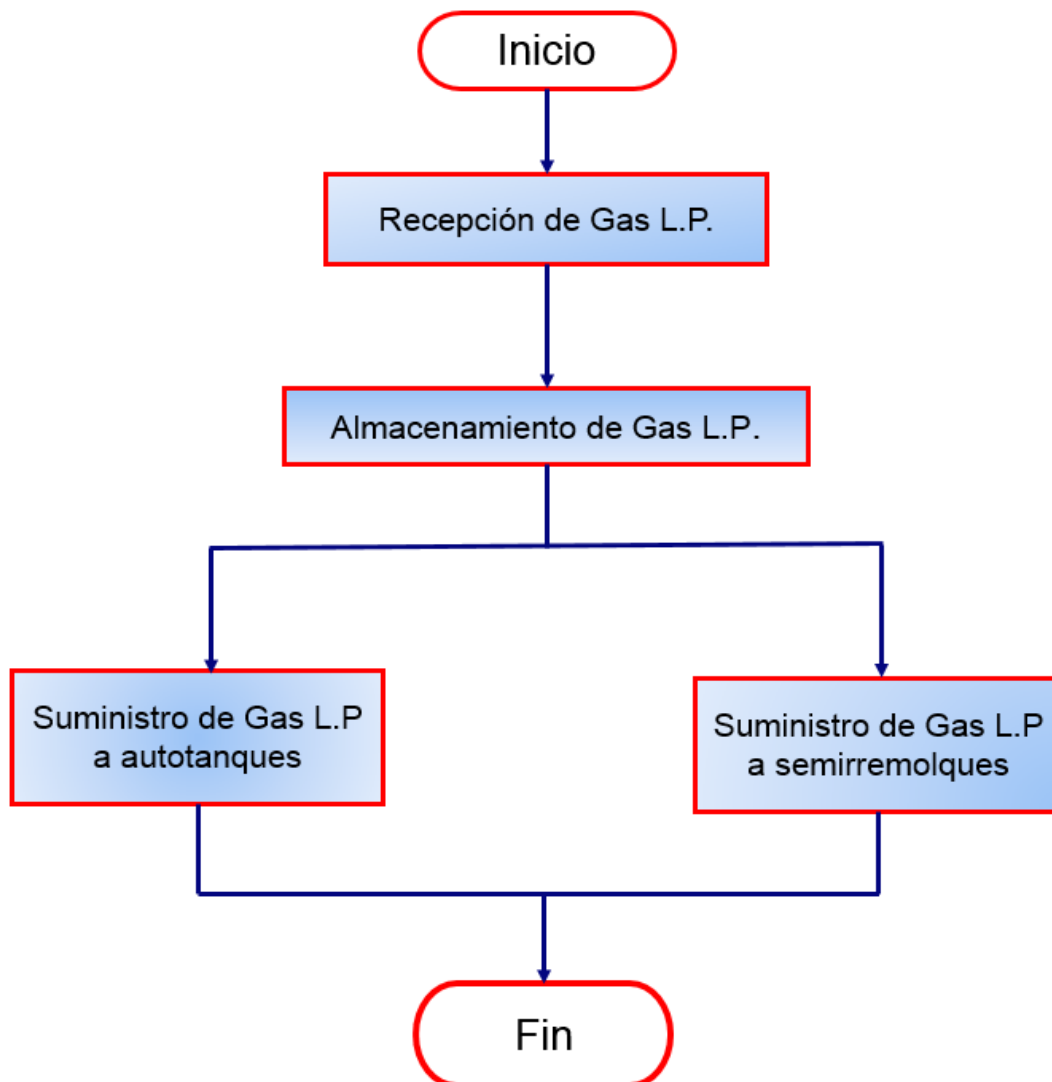 Inicio
Recepción de Gas L.P.
Almacenamiento de Gas L.P.
Suministro de Gas L.P
a autotanques
Suministro de Gas L.P
a semirremolques
Fin